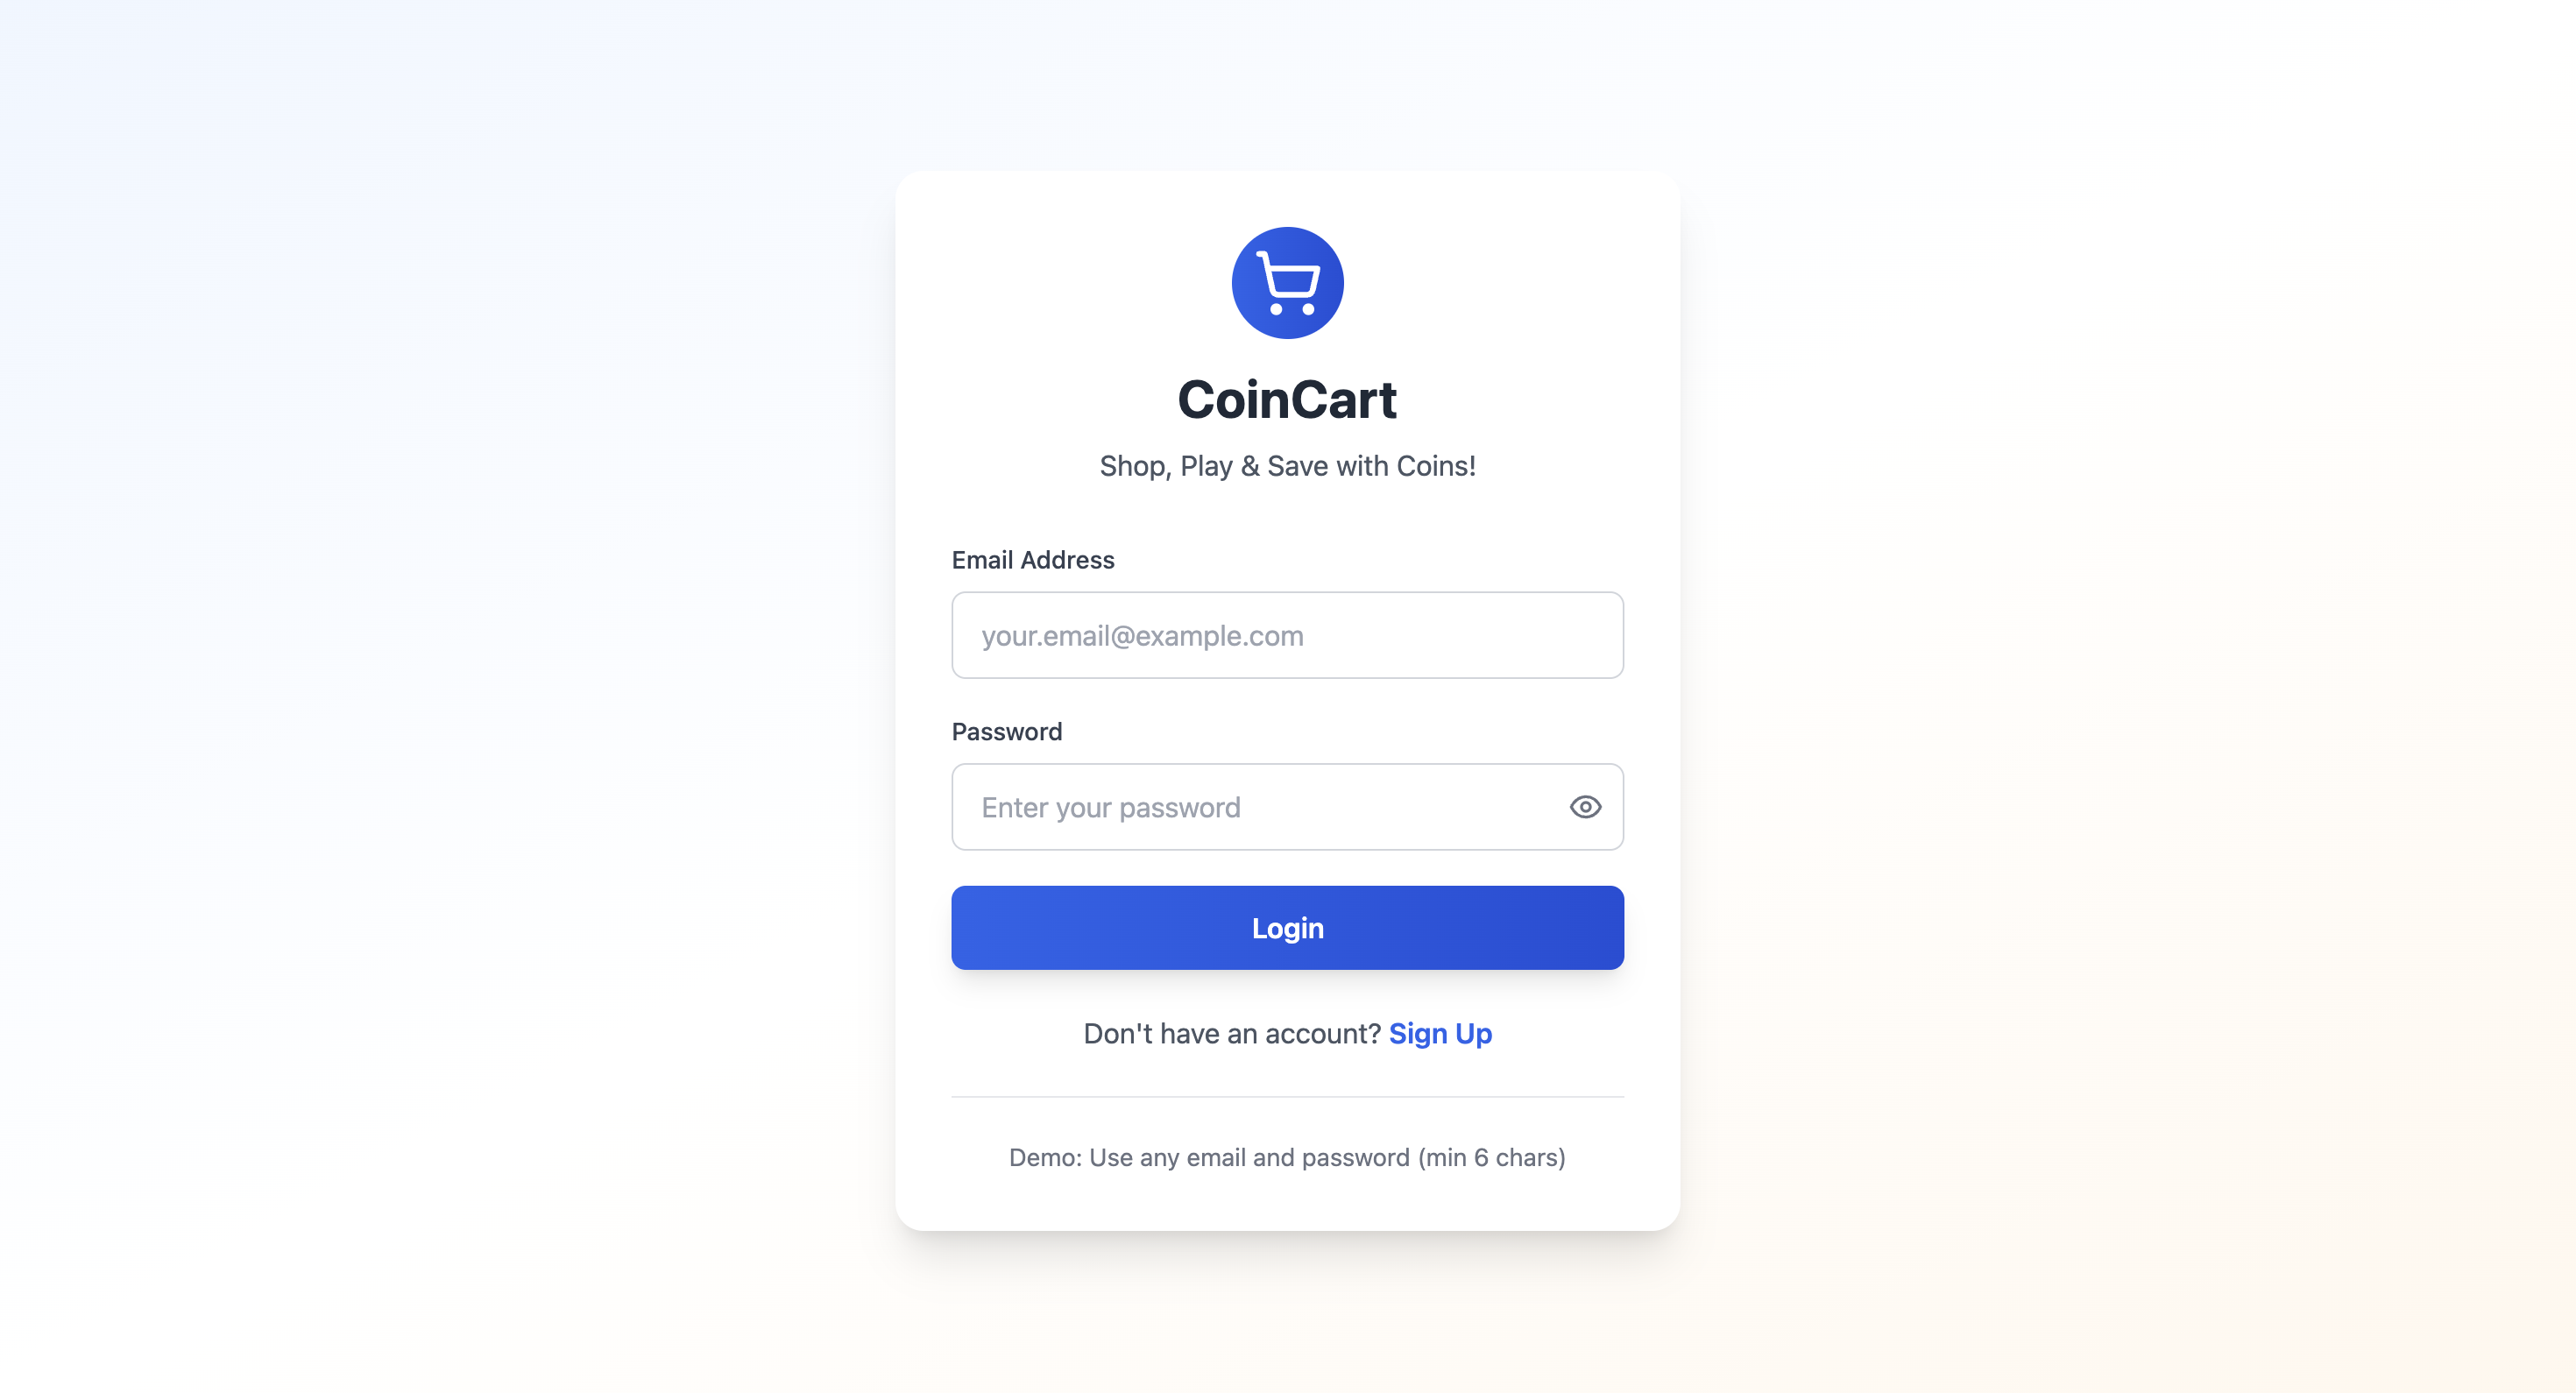 CoinCart
Shop, Play & Save with Coins!
Email Address
your.email@example.com
Password
Enter your password
Login
Don't have an account? Sign Up
Demo: Use any email and password (min 6 chars)